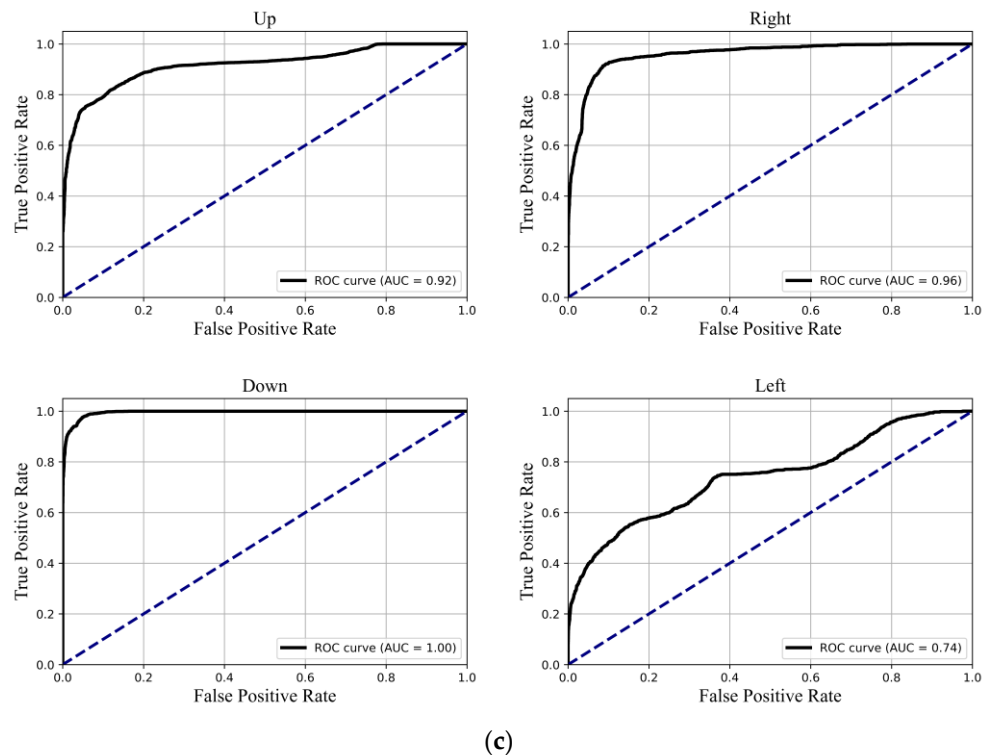 Up
1.0
0.8
0.6
0.4
0.2
0.0
True Positive Rate
ROC curve (AUC = 0.92)
0.0 0.2 0.4 0.6 0.8 1.0
False Positive Rate
Right
1.0
0.8
0.6
0.4
0.2
0.0
True Positive Rate
ROC curve (AUC = 0.96)
0.0 0.2 0.4 0.6 0.8 1.0
False Positive Rate
Down
1.0
0.8
0.6
0.4
0.2
0.0
True Positive Rate
ROC curve (AUC = 1.00)
0.0 0.2 0.4 0.6 0.8 1.0
False Positive Rate
Left
1.0
0.8
0.6
0.4
0.2
0.0
True Positive Rate
ROC curve (AUC = 0.74)
0.0 0.2 0.4 0.6 0.8 1.0
False Positive Rate
(c)